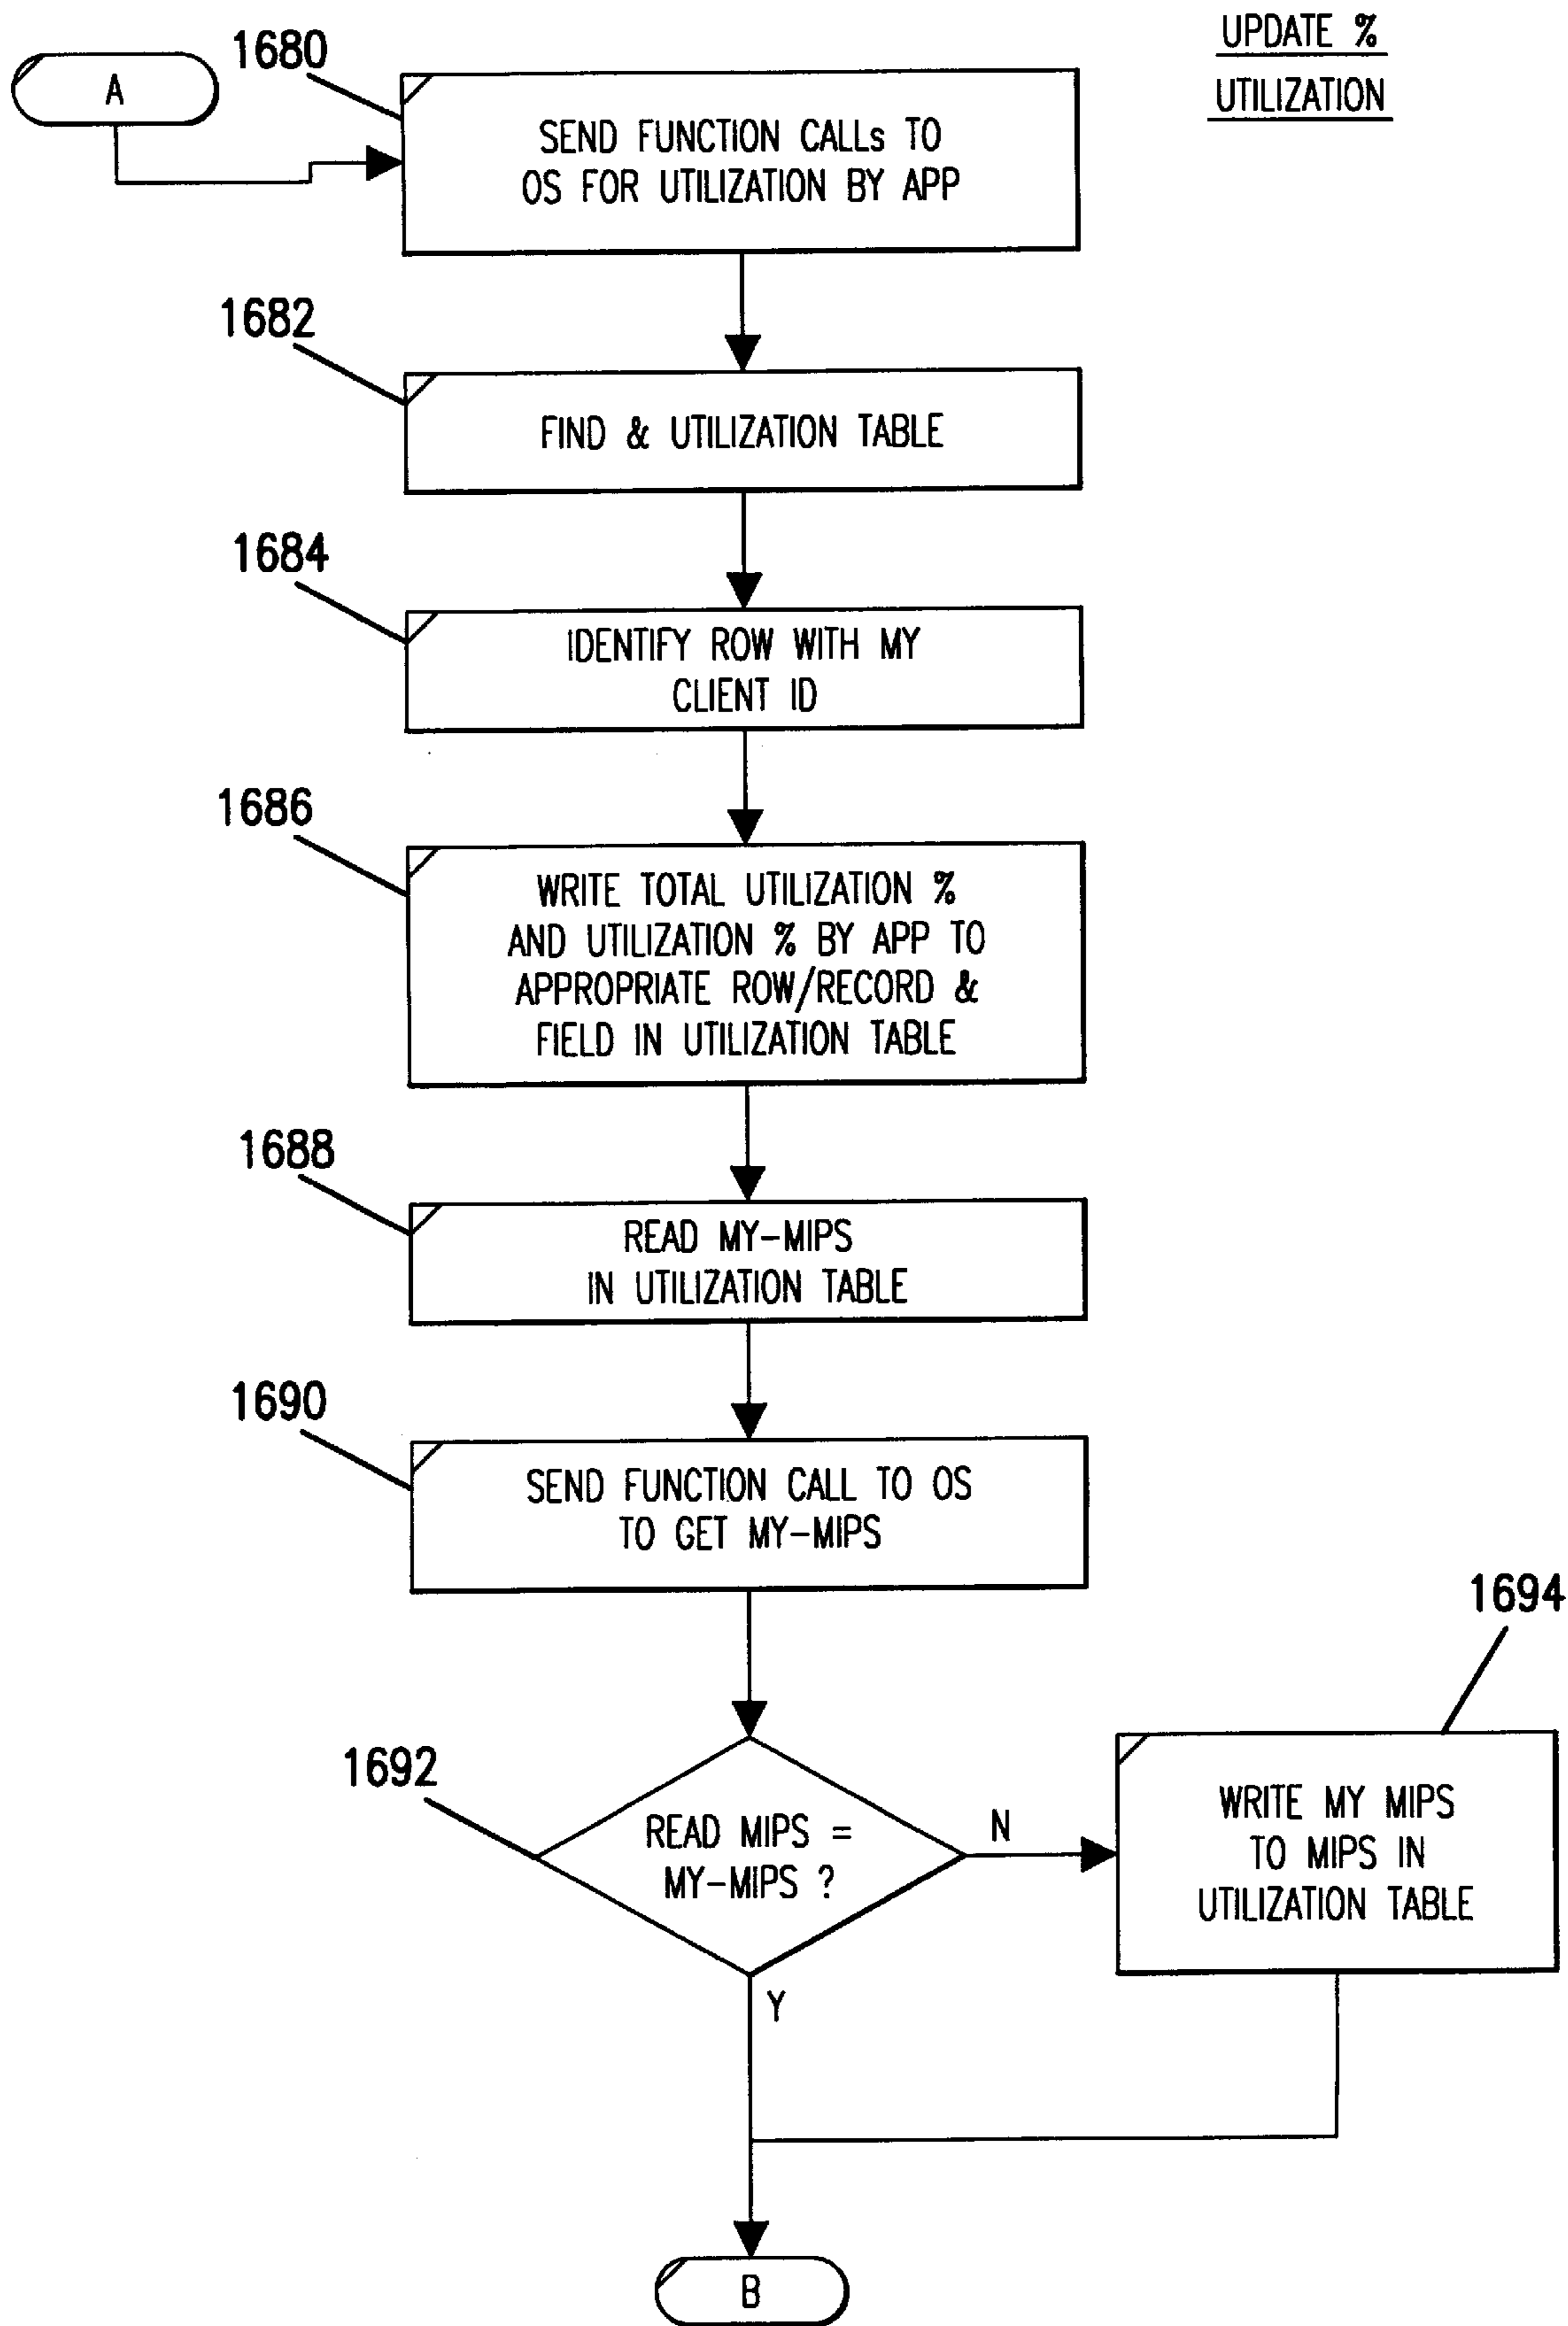 UPDATE %
UTILIZATION
A
1680
SEND FUNCTION CALLs TO
OS FOR UTILIZATION BY APP
1682
FIND & UTILIZATION TABLE
1684
IDENTIFY ROW WITH MY
CLIENT ID
1686
WRITE TOTAL UTILIZATION %
AND UTILIZATION % BY APP TO
APPROPRIATE ROW/RECORD &
FIELD IN UTILIZATION TABLE
1688
READ MY-MIPS
IN UTILIZATION TABLE
1690
SEND FUNCTION CALL TO OS
TO GET MY-MIPS
1692
READ MIPS =
MY-MIPS ?
N
1694
WRITE MY MIPS
TO MIPS IN
UTILIZATION TABLE
Y
B